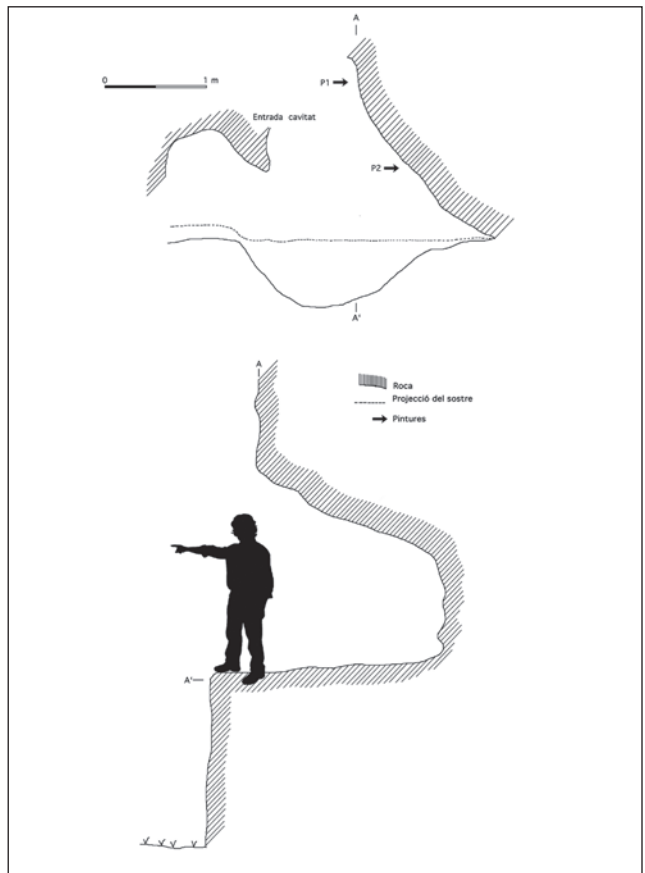 A
0 1 m
P1
Entrada cavitat
P2
A'
A
Roca
Projecció del sostre
Pintures
A'